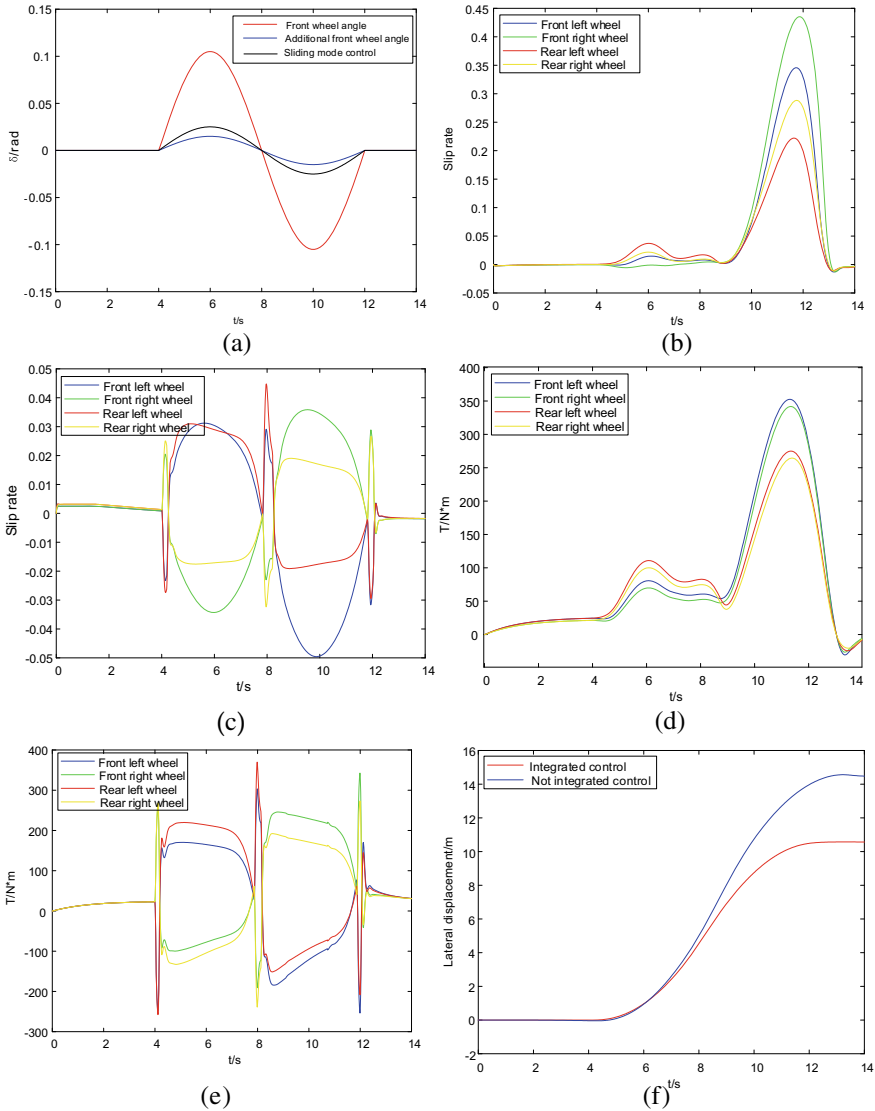 Front wheel angle
Additional front wheel angle
Sliding mode control
δ/rad
0.15
0.1
0.05
0
-0.05
-0.1
-0.15
0 2 4 6 8 10 12 14
t/s
(a)
Front left wheel
Front right wheel
Rear left wheel
Rear right wheel
Slip rate
0.45
0.4
0.35
0.3
0.25
0.2
0.15
0.1
0.05
0
-0.05
0 2 4 6 8 10 12 14
t/s
(b)
Front left wheel
Front right wheel
Rear left wheel
Rear right wheel
Slip rate
0.05
0.04
0.03
0.02
0.01
0
-0.01
-0.02
-0.03
-0.04
-0.05
0 2 4 6 8 10 12 14
t/s
(c)
Front left wheel
Front right wheel
Rear left wheel
Rear right wheel
T/N*m
400
350
300
250
200
150
100
50
0
0 2 4 6 8 10 12 14
t/s
(d)
Front left wheel
Front right wheel
Rear left wheel
Rear right wheel
T/N*m
400
300
200
100
0
-100
-200
-300
0 2 4 6 8 10 12 14
t/s
(e)
Integrated control
Not integrated control
Lateral displacement/m
16
14
12
10
8
6
4
2
0
-2
0 2 4 6 8 10 12 14
t/s
(f)